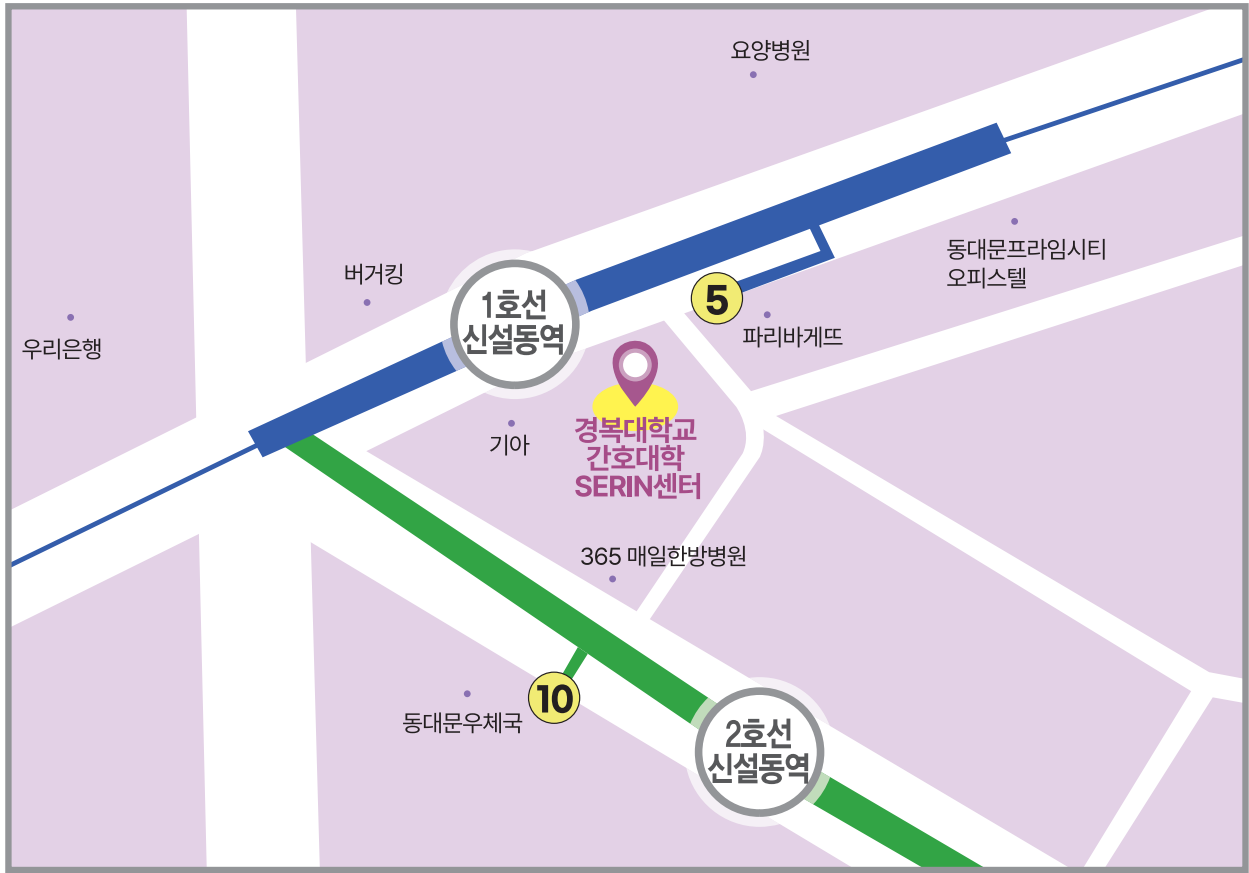 요양병원
동대문프라임시티
오피스텔
버거킹
1호선
신설동역
5
파리바게뜨
우리은행
기아
경복대학교
간호대학
SERIN센터
365 매일한방병원
10
동대문우체국
2호선
신설동역